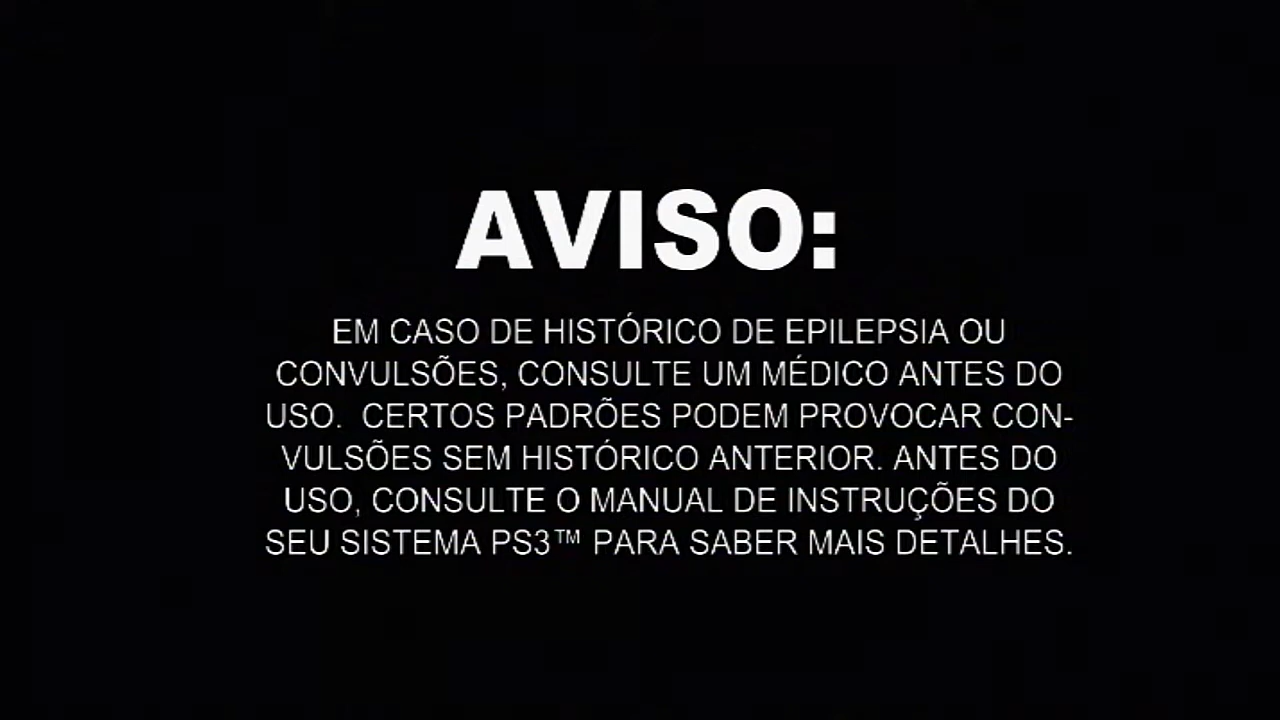 AVISO:
EM CASO DE HISTÓRICO DE EPILEPSIA OU
CONVULSÕES, CONSULTE UM MÉDICO ANTES DO
USO.  CERTOS PADRÕES PODEM PROVOCAR CON-
VULSÕES SEM HISTÓRICO ANTERIOR. ANTES DO
USO, CONSULTE O MANUAL DE INSTRUÇÕES DO
SEU SISTEMA PS3™ PARA SABER MAIS DETALHES.